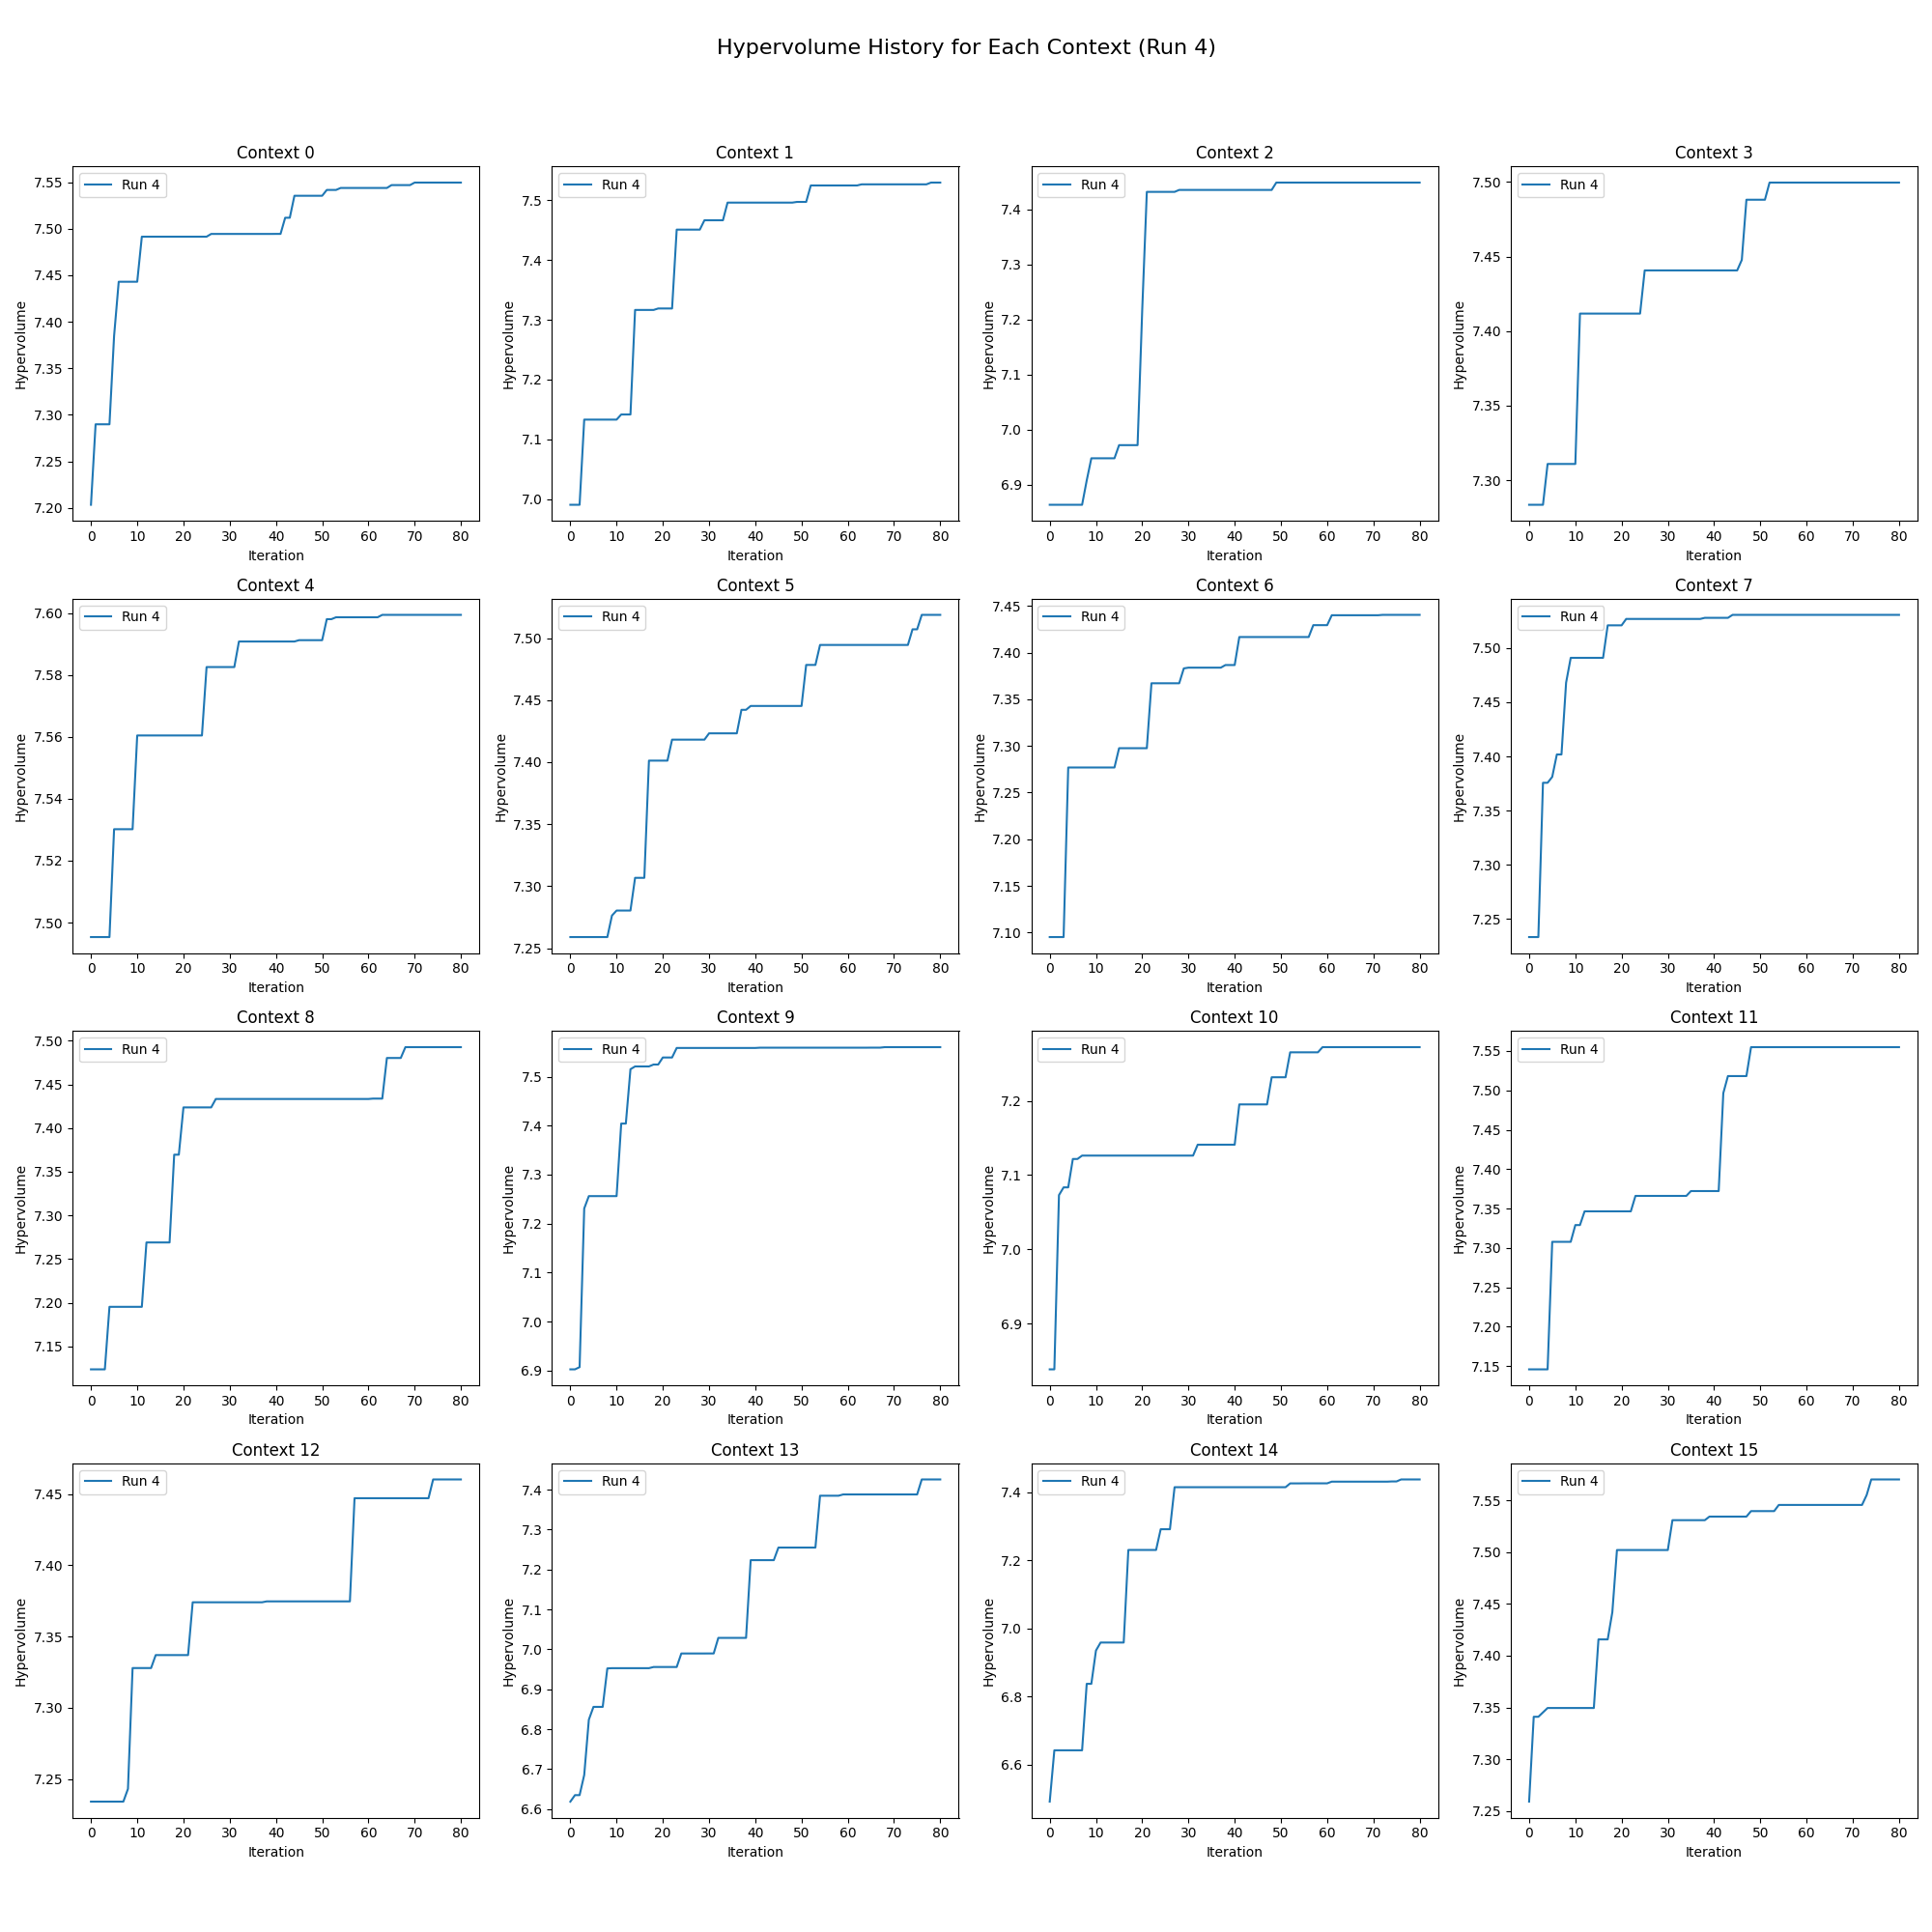 Hypervolume History for Each Context (Run 4)
Context 0
Run 4
7.55
7.50
7.45
7.40
7.35
7.30
7.25
7.20
Hypervolume
0 10 20 30 40 50 60 70 80
Iteration
Context 1
Run 4
7.5
7.4
7.3
7.2
7.1
7.0
Hypervolume
0 10 20 30 40 50 60 70 80
Iteration
Context 2
Run 4
7.4
7.3
7.2
7.1
7.0
6.9
Hypervolume
0 10 20 30 40 50 60 70 80
Iteration
Context 3
Run 4
7.50
7.45
7.40
7.35
7.30
Hypervolume
0 10 20 30 40 50 60 70 80
Iteration
Context 4
Run 4
7.60
7.58
7.56
7.54
7.52
7.50
Hypervolume
0 10 20 30 40 50 60 70 80
Iteration
Context 5
Run 4
7.50
7.45
7.40
7.35
7.30
7.25
Hypervolume
0 10 20 30 40 50 60 70 80
Iteration
Context 6
Run 4
7.45
7.40
7.35
7.30
7.25
7.20
7.15
7.10
Hypervolume
0 10 20 30 40 50 60 70 80
Iteration
Context 7
Run 4
7.50
7.45
7.40
7.35
7.30
7.25
Hypervolume
0 10 20 30 40 50 60 70 80
Iteration
Context 8
Run 4
7.50
7.45
7.40
7.35
7.30
7.25
7.20
7.15
Hypervolume
0 10 20 30 40 50 60 70 80
Iteration
Context 9
Run 4
7.5
7.4
7.3
7.2
7.1
7.0
6.9
Hypervolume
0 10 20 30 40 50 60 70 80
Iteration
Context 10
Run 4
7.2
7.1
7.0
6.9
Hypervolume
0 10 20 30 40 50 60 70 80
Iteration
Context 11
Run 4
7.55
7.50
7.45
7.40
7.35
7.30
7.25
7.20
7.15
Hypervolume
0 10 20 30 40 50 60 70 80
Iteration
Context 12
Run 4
7.45
7.40
7.35
7.30
7.25
Hypervolume
0 10 20 30 40 50 60 70 80
Iteration
Context 13
Run 4
7.4
7.3
7.2
7.1
7.0
6.9
6.8
6.7
6.6
Hypervolume
0 10 20 30 40 50 60 70 80
Iteration
Context 14
Run 4
7.4
7.2
7.0
6.8
6.6
Hypervolume
0 10 20 30 40 50 60 70 80
Iteration
Context 15
Run 4
7.55
7.50
7.45
7.40
7.35
7.30
7.25
Hypervolume
0 10 20 30 40 50 60 70 80
Iteration